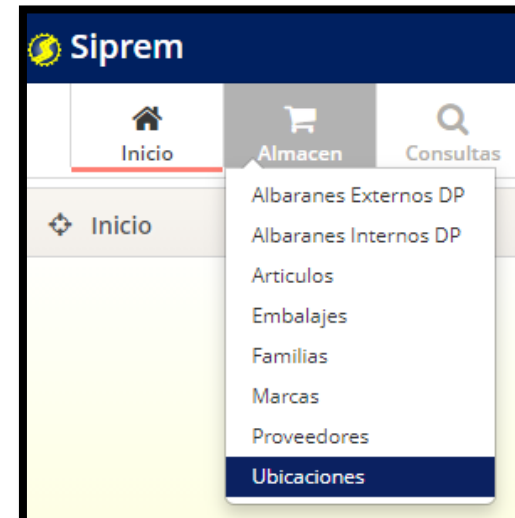 Siprem
Inicio Almacen Consultas
Inicio
Albaranes Externos DP
Albaranes Internos DP
Articulos
Embalajes
Familias
Marcas
Proveedores
Ubicaciones